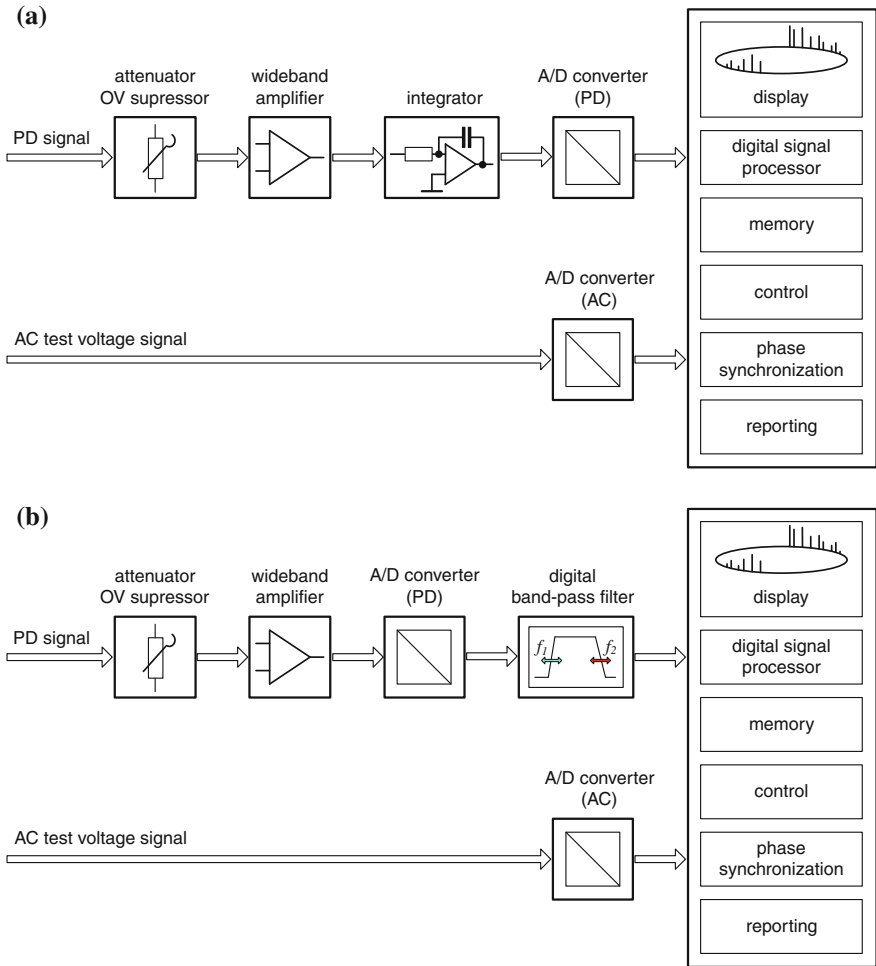 (a)
attenuator
OV supressor
wideband
amplifier
integrator
A/D converter
(PD)
PD signal
display
digital signal
processor
memory
control
A/D converter
(AC)
AC test voltage signal
phase
synchronization
reporting
(b)
attenuator
OV supressor
wideband
amplifier
A/D converter
(PD)
digital
band-pass filter
PD signal
f1
f2
display
digital signal
processor
memory
control
A/D converter
(AC)
AC test voltage signal
phase
synchronization
reporting